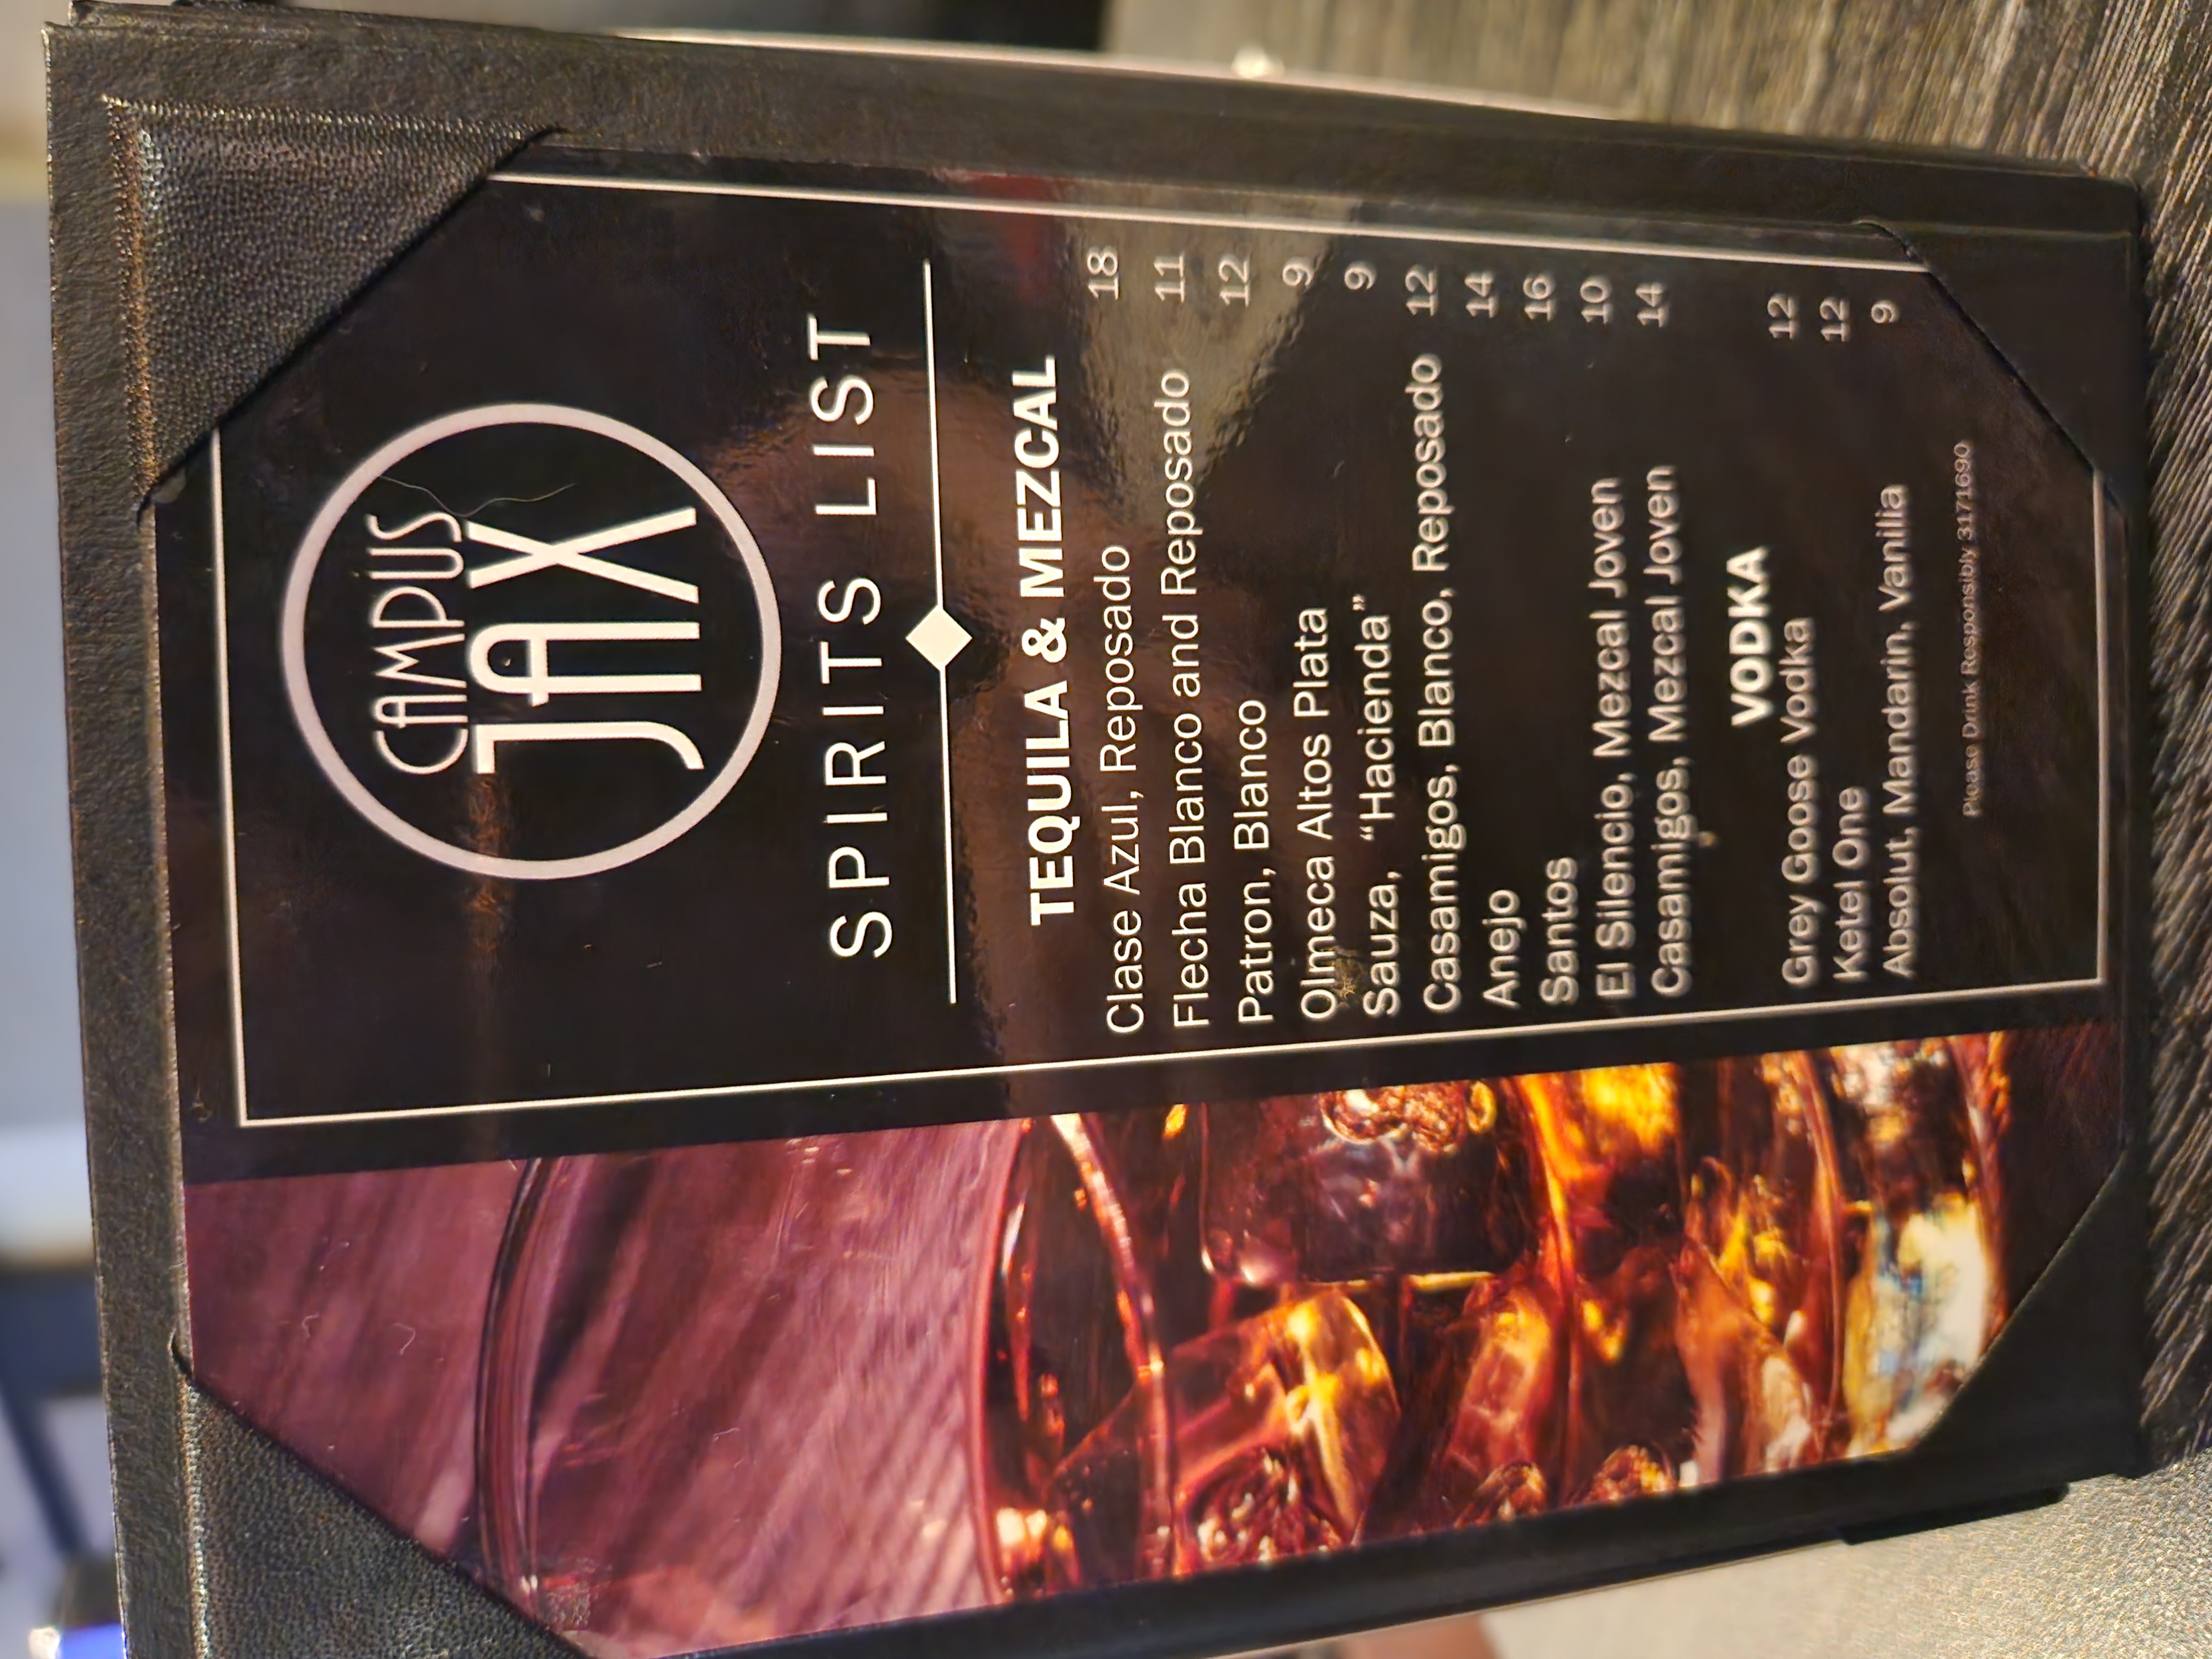 CAMPUS
JAX
SPIRITS LIST
TEQUILA & MEZCAL
Clase Azul, Reposado 18
Flecha Blanco and Reposado 11
Patron, Blanco 12
Olmeca Altos Plata 9
Sauza, "Hacienda" 9
Casamigos, Blanco, Reposado 12
Anejo 14
Santos 16
El Silencio, Mezcal Joven 10
Casamigos, Mezcal Joven 14
VODKA
Grey Goose Vodka 12
Ketel One 12
Absolut, Mandarin, Vanilia 9
Please Drink Responsibly 3171690